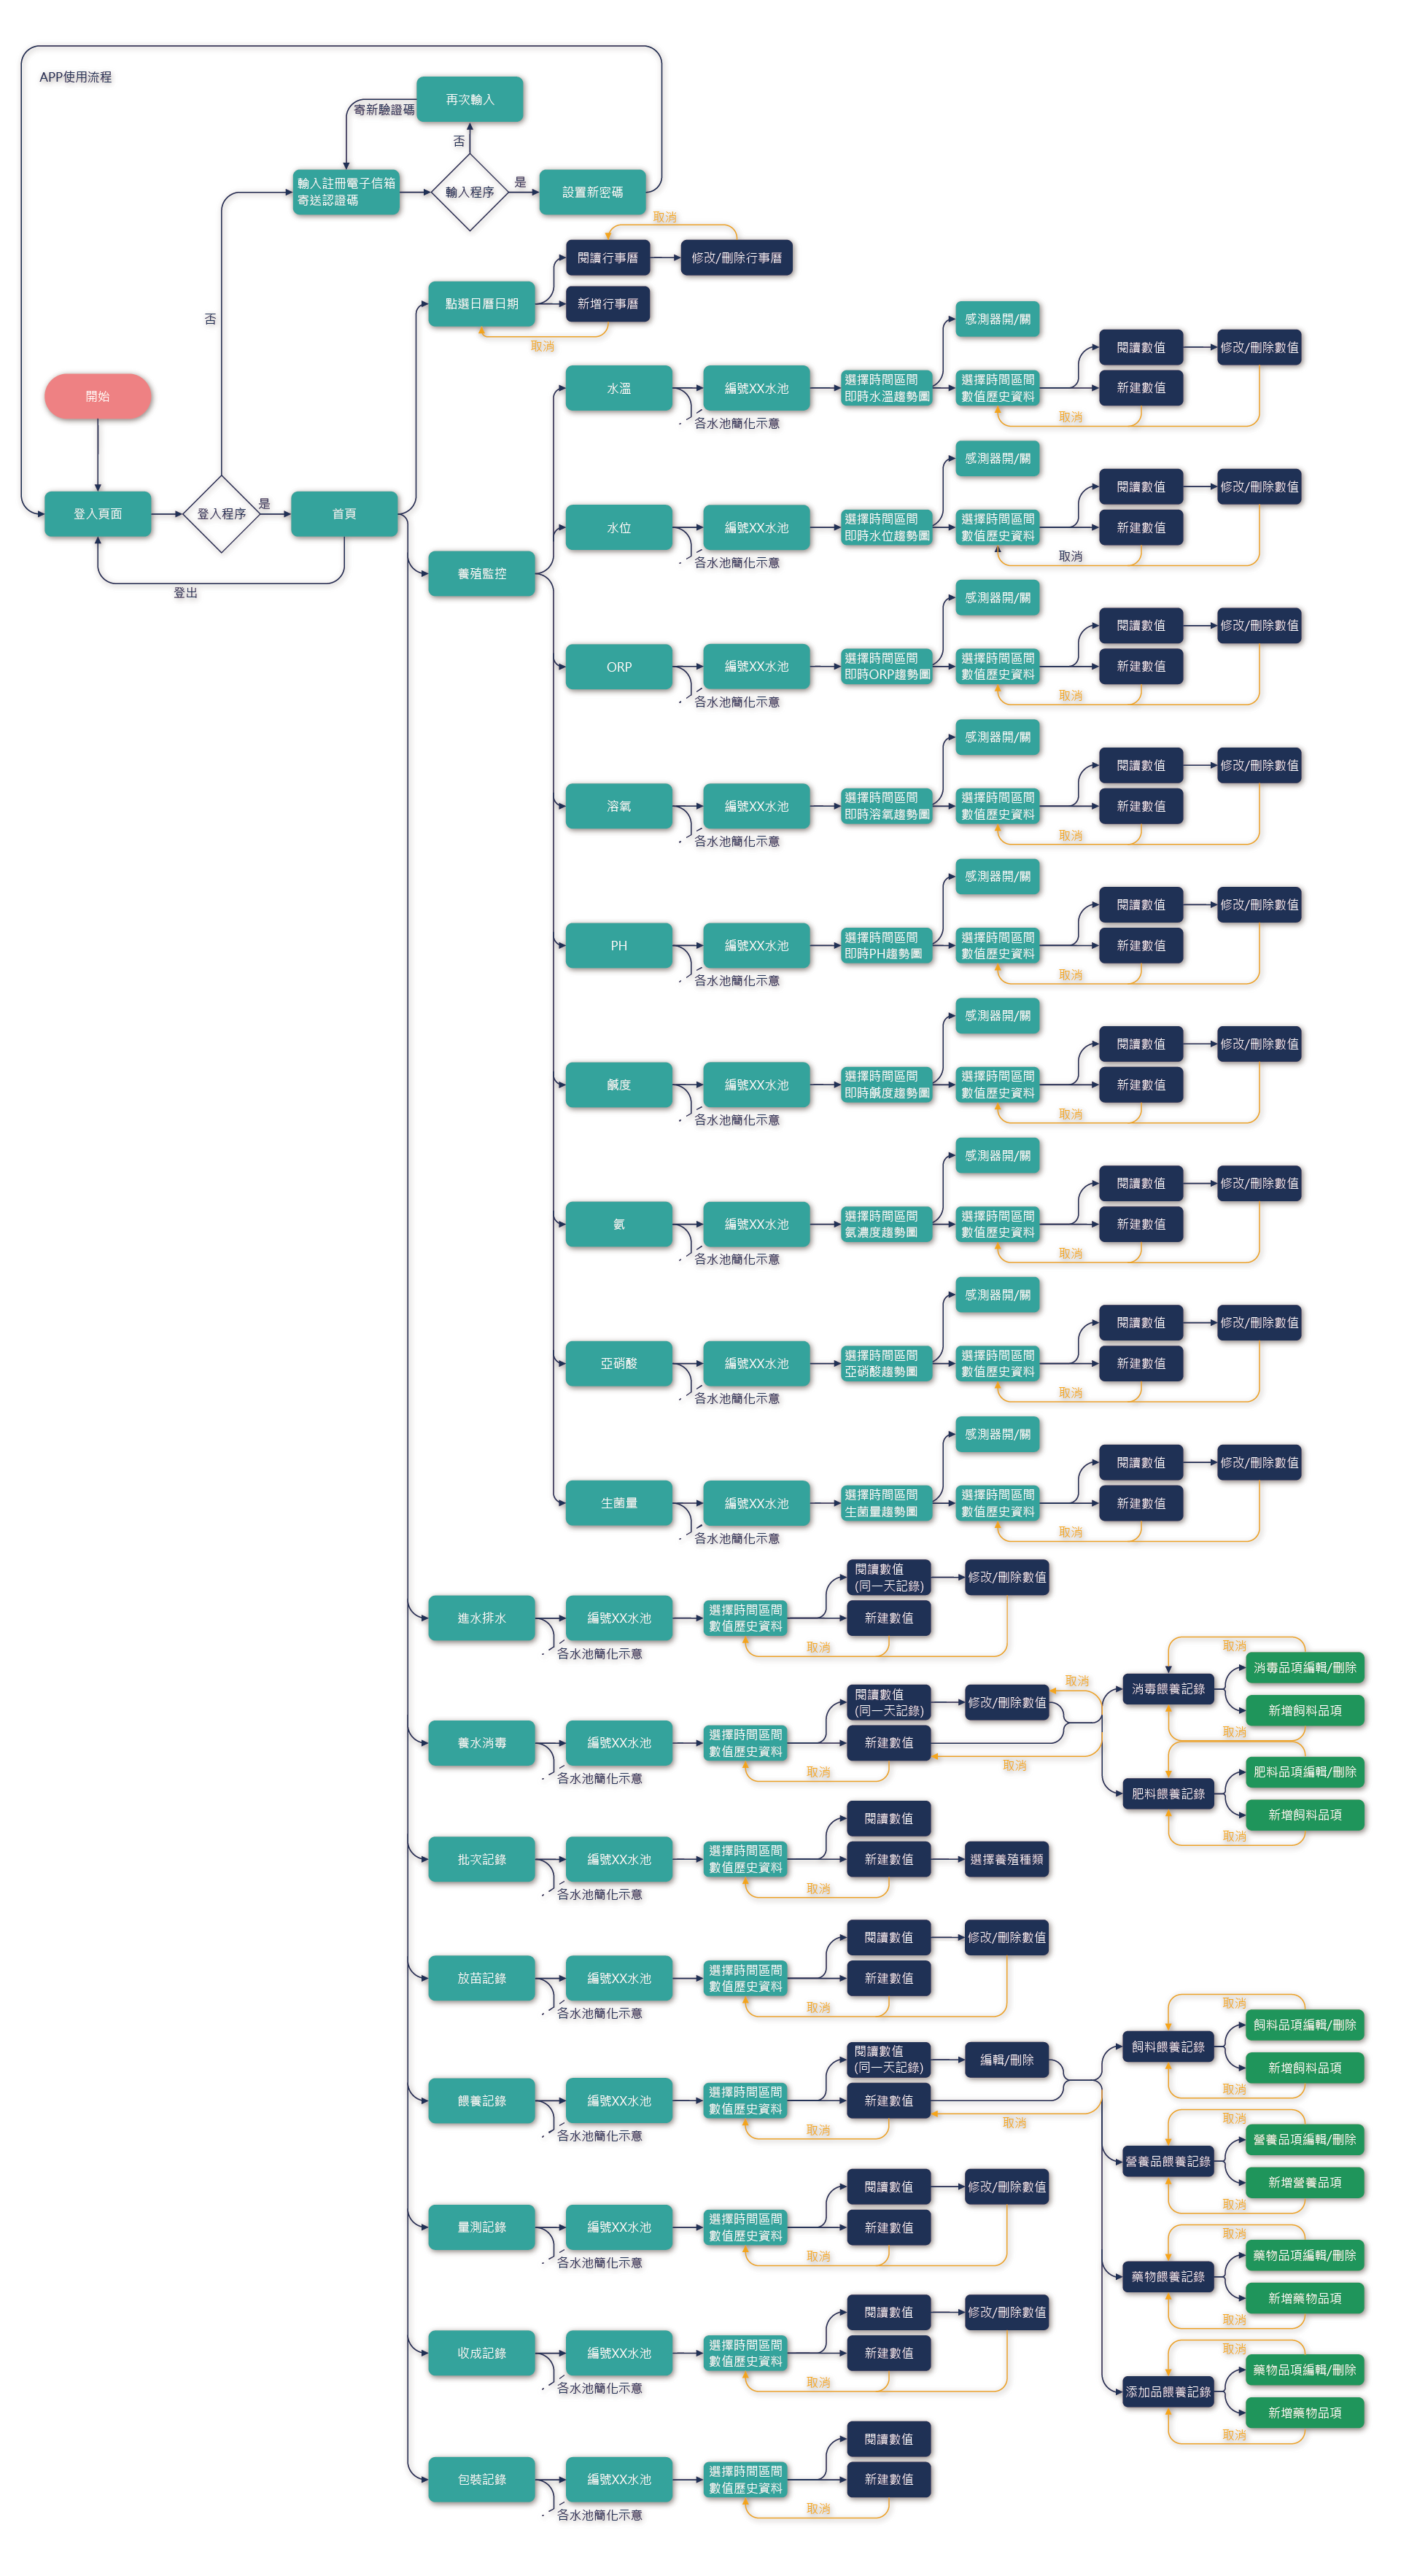 APP使用流程
再次輸入
寄新驗證碼
否
輸入註冊電子信箱
寄送認證碼
輸入程序
是
設置新密碼
取消
閱讀行事曆
修改/刪除行事曆
點選日曆日期
新增行事曆
取消
否
開始
登入頁面
登入程序
是
首頁
登出
養殖監控
感測器開/關
水溫
編號XX水池
選擇時間區間
即時水溫趨勢圖
選擇時間區間
數值歷史資料
閱讀數值
修改/刪除數值
新建數值
取消
各水池簡化示意
感測器開/關
水位
編號XX水池
選擇時間區間
即時水位趨勢圖
選擇時間區間
數值歷史資料
閱讀數值
修改/刪除數值
新建數值
取消
各水池簡化示意
感測器開/關
ORP
編號XX水池
選擇時間區間
即時ORP趨勢圖
選擇時間區間
數值歷史資料
閱讀數值
修改/刪除數值
新建數值
取消
各水池簡化示意
感測器開/關
溶氧
編號XX水池
選擇時間區間
即時溶氧趨勢圖
選擇時間區間
數值歷史資料
閱讀數值
修改/刪除數值
新建數值
取消
各水池簡化示意
感測器開/關
PH
編號XX水池
選擇時間區間
即時PH趨勢圖
選擇時間區間
數值歷史資料
閱讀數值
修改/刪除數值
新建數值
取消
各水池簡化示意
感測器開/關
鹹度
編號XX水池
選擇時間區間
即時鹹度趨勢圖
選擇時間區間
數值歷史資料
閱讀數值
修改/刪除數值
新建數值
取消
各水池簡化示意
感測器開/關
氨
編號XX水池
選擇時間區間
氨濃度趨勢圖
選擇時間區間
數值歷史資料
閱讀數值
修改/刪除數值
新建數值
取消
各水池簡化示意
感測器開/關
亞硝酸
編號XX水池
選擇時間區間
亞硝酸趨勢圖
選擇時間區間
數值歷史資料
閱讀數值
修改/刪除數值
新建數值
取消
各水池簡化示意
感測器開/關
生菌量
編號XX水池
選擇時間區間
生菌量趨勢圖
選擇時間區間
數值歷史資料
閱讀數值
修改/刪除數值
新建數值
取消
各水池簡化示意
進水排水
編號XX水池
選擇時間區間
數值歷史資料
閱讀數值
(同一天記錄)
修改/刪除數值
新建數值
取消
各水池簡化示意
養水消毒
編號XX水池
選擇時間區間
數值歷史資料
閱讀數值
(同一天記錄)
修改/刪除數值
新建數值
取消
各水池簡化示意
取消
取消
取消
消毒餵養記錄
消毒品項編輯/刪除
新增飼料品項
取消
肥料餵養記錄
肥料品項編輯/刪除
新增飼料品項
取消
批次記錄
編號XX水池
選擇時間區間
數值歷史資料
閱讀數值
新建數值
選擇養殖種類
取消
各水池簡化示意
放苗記錄
編號XX水池
選擇時間區間
數值歷史資料
閱讀數值
修改/刪除數值
新建數值
取消
各水池簡化示意
餵養記錄
編號XX水池
選擇時間區間
數值歷史資料
閱讀數值
(同一天記錄)
編輯/刪除
新建數值
取消
各水池簡化示意
取消
取消
飼料餵養記錄
飼料品項編輯/刪除
新增飼料品項
取消
取消
營養品餵養記錄
營養品項編輯/刪除
新增營養品項
取消
取消
藥物餵養記錄
藥物品項編輯/刪除
新增藥物品項
取消
取消
添加品餵養記錄
藥物品項編輯/刪除
新增藥物品項
取消
量測記錄
編號XX水池
選擇時間區間
數值歷史資料
閱讀數值
修改/刪除數值
新建數值
取消
各水池簡化示意
收成記錄
編號XX水池
選擇時間區間
數值歷史資料
閱讀數值
修改/刪除數值
新建數值
取消
各水池簡化示意
包裝記錄
編號XX水池
選擇時間區間
數值歷史資料
閱讀數值
新建數值
取消
各水池簡化示意